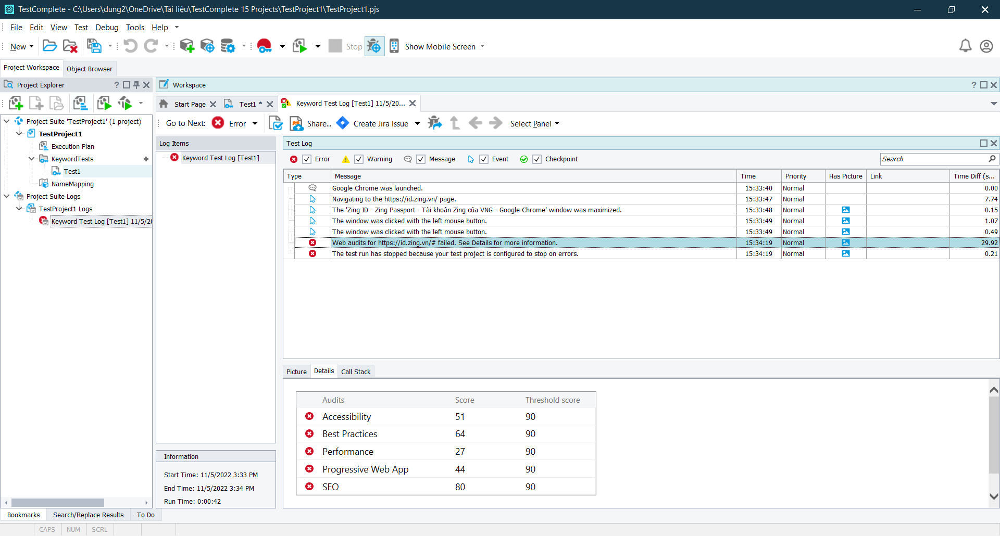 TestComplete - C:\Users\dung2\OneDrive\Tài liệu\TestComplete 15 Projects\TestProject1\TestProject1.pjs
File Edit View Test Debug Tools Help
New Stop Show Mobile Screen
Project Workspace Object Browser
Project Explorer ?
Workspace ?
Start Page Test1 * Keyword Test Log [Test1] 11/5/20...
Go to Next: Error Share... Create Jira Issue Select Panel
Project Suite 'TestProject1' (1 project)
TestProject1
Execution Plan
KeywordTests +
Test1
NameMapping
Project Suite Logs
TestProject1 Logs
Keyword Test Log [Test1] 11/5/20
Log Items
Keyword Test Log [Test1]
Test Log
Error Warning Message Event Checkpoint Search
Type Message Time Priority Has Picture Link Time Diff (s...
Google Chrome was launched. 15:33:40 Normal 0.00
Navigating to the https://id.zing.vn/ page. 15:33:47 Normal 7.74
The 'Zing ID - Zing Passport - Tài khoản Zing của VNG - Google Chrome' window was maximized. 15:33:48 Normal 0.15
The window was clicked with the left mouse button. 15:33:49 Normal 1.07
The window was clicked with the left mouse button. 15:33:49 Normal 0.49
Web audits for https://id.zing.vn/# failed. See Details for more information. 15:34:19 Normal 29.92
The test run has stopped because your test project is configured to stop on errors. 15:34:19 Normal 0.21
Picture Details Call Stack
Audits Score Threshold score
Accessibility 51 90
Best Practices 64 90
Performance 27 90
Progressive Web App 44 90
SEO 80 90
Information
Start Time: 11/5/2022 3:33 PM
End Time: 11/5/2022 3:34 PM
Run Time: 0:00:42
Bookmarks Search/Replace Results To Do
CAPS NUM SCRL